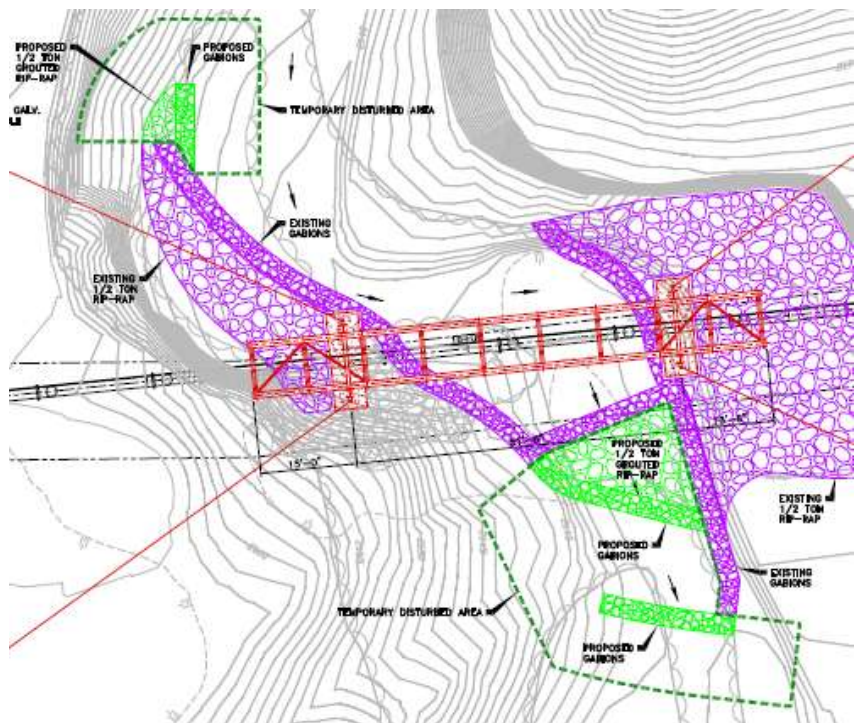 PROPOSED
1/2 TON
GROUTED
RIP-RAP
PROPOSED
GABIONS
GALV.
TEMPORARY DISTURBED AREA
EXISTING
GABIONS
EXISTING
1/2 TON
RIP-RAP
15'-0"
PROPOSED
1/2 TON
GROUTED
RIP-RAP
EXISTING
1/2 TON
RIP-RAP
PROPOSED
GABIONS
EXISTING
GABIONS
TEMPORARY DISTURBED AREA
PROPOSED
GABIONS